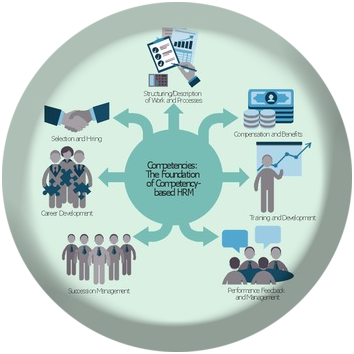 Structuring/Description
of Work and Processes
Selection and Hiring
Compensation and Benefits
Competencies:
The Foundation
of Competency-
based HRM
Career Development
Training and Development
Succession Management
Performance Feedback
and Management